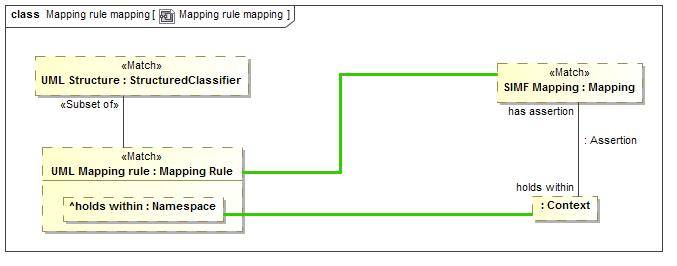 class Mapping rule mapping [ Mapping rule mapping ]
«Match»
UML Structure : StructuredClassifier
«Subset of»
«Match»
UML Mapping rule : Mapping Rule
^holds within : Namespace
«Match»
SIMF Mapping : Mapping
has assertion
: Assertion
holds within
: Context